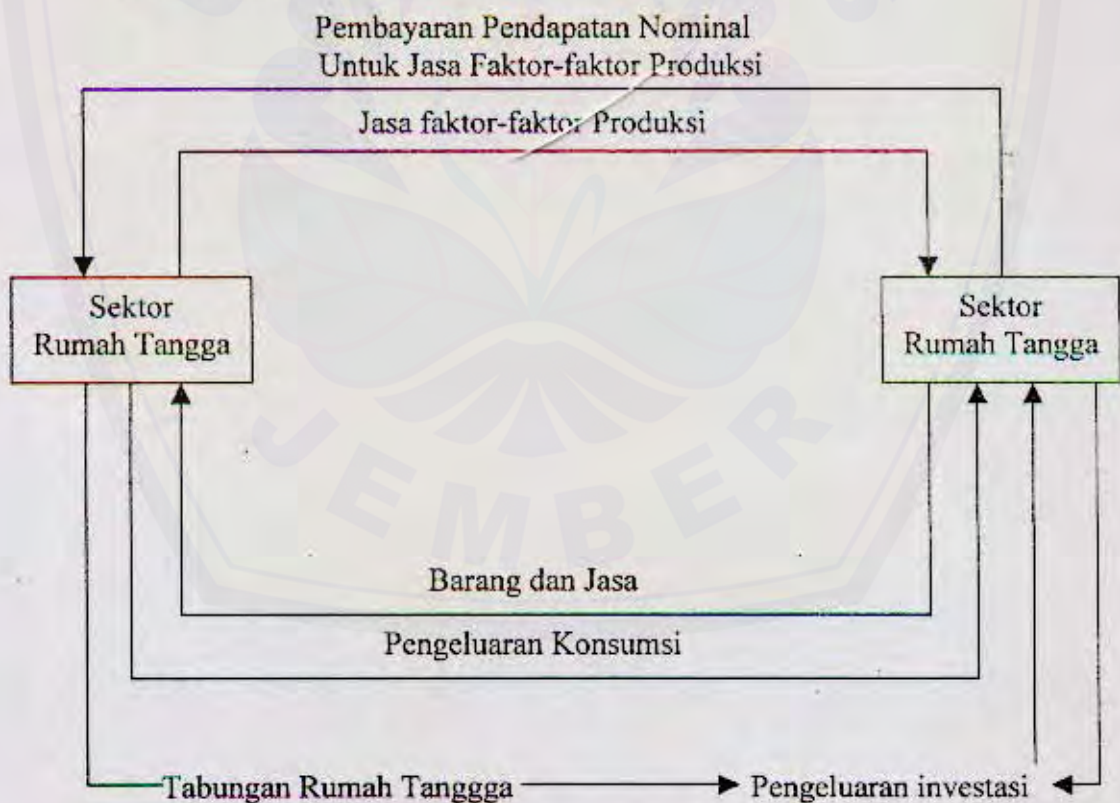 Pembayaran Pendapatan Nominal
Untuk Jasa Faktor-faktor Produksi
Jasa faktor-faktor Produksi
Sektor
Rumah Tangga
Sektor
Rumah Tangga
JEMBER
Barang dan Jasa
Pengeluaran Konsumsi
Tabungan Rumah Tanggga
Pengeluaran investasi